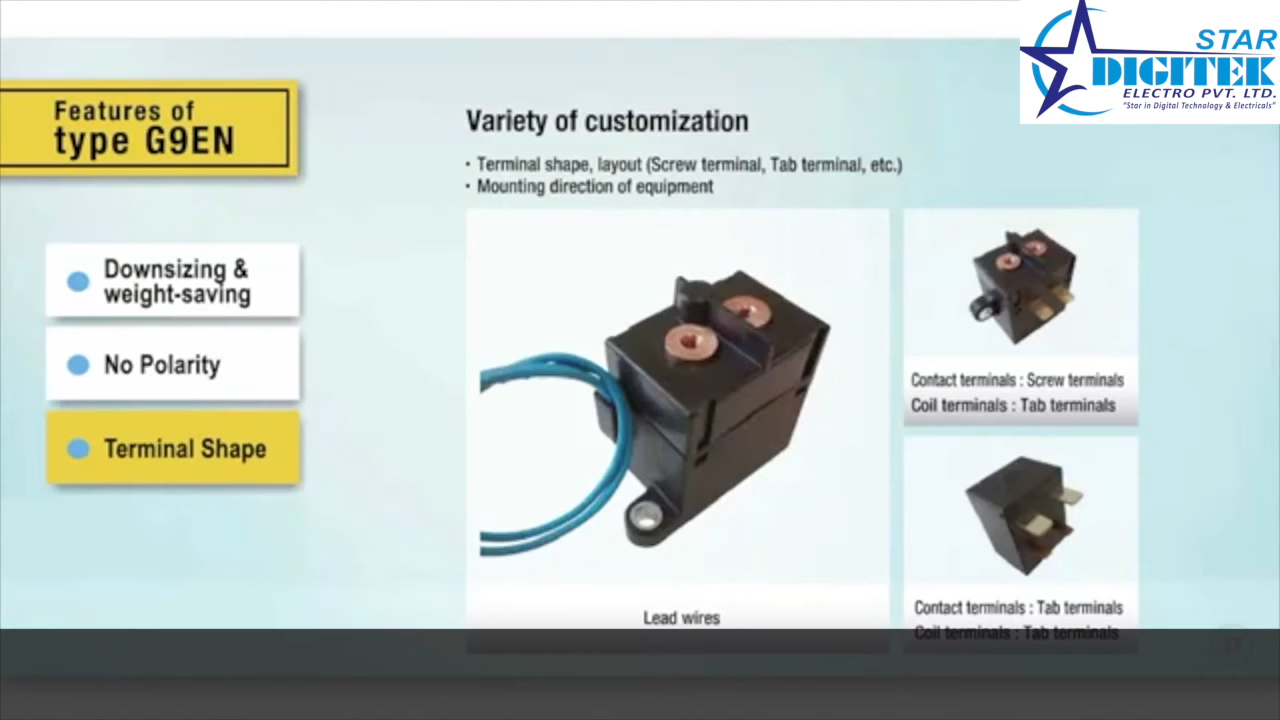 STAR
DIGITEK
ELECTRO PVT. LTD.
"Star in Digital Technology & Electricals"
Features of
type G9EN
Downsizing &
weight-saving
No Polarity
Terminal Shape
Variety of customization
・Terminal shape, layout (Screw terminal, Tab terminal, etc.)
・Mounting direction of equipment
Lead wires
Contact terminals : Screw terminals
Coil terminals : Tab terminals
Contact terminals : Tab terminals
Coil terminals : Tab terminals